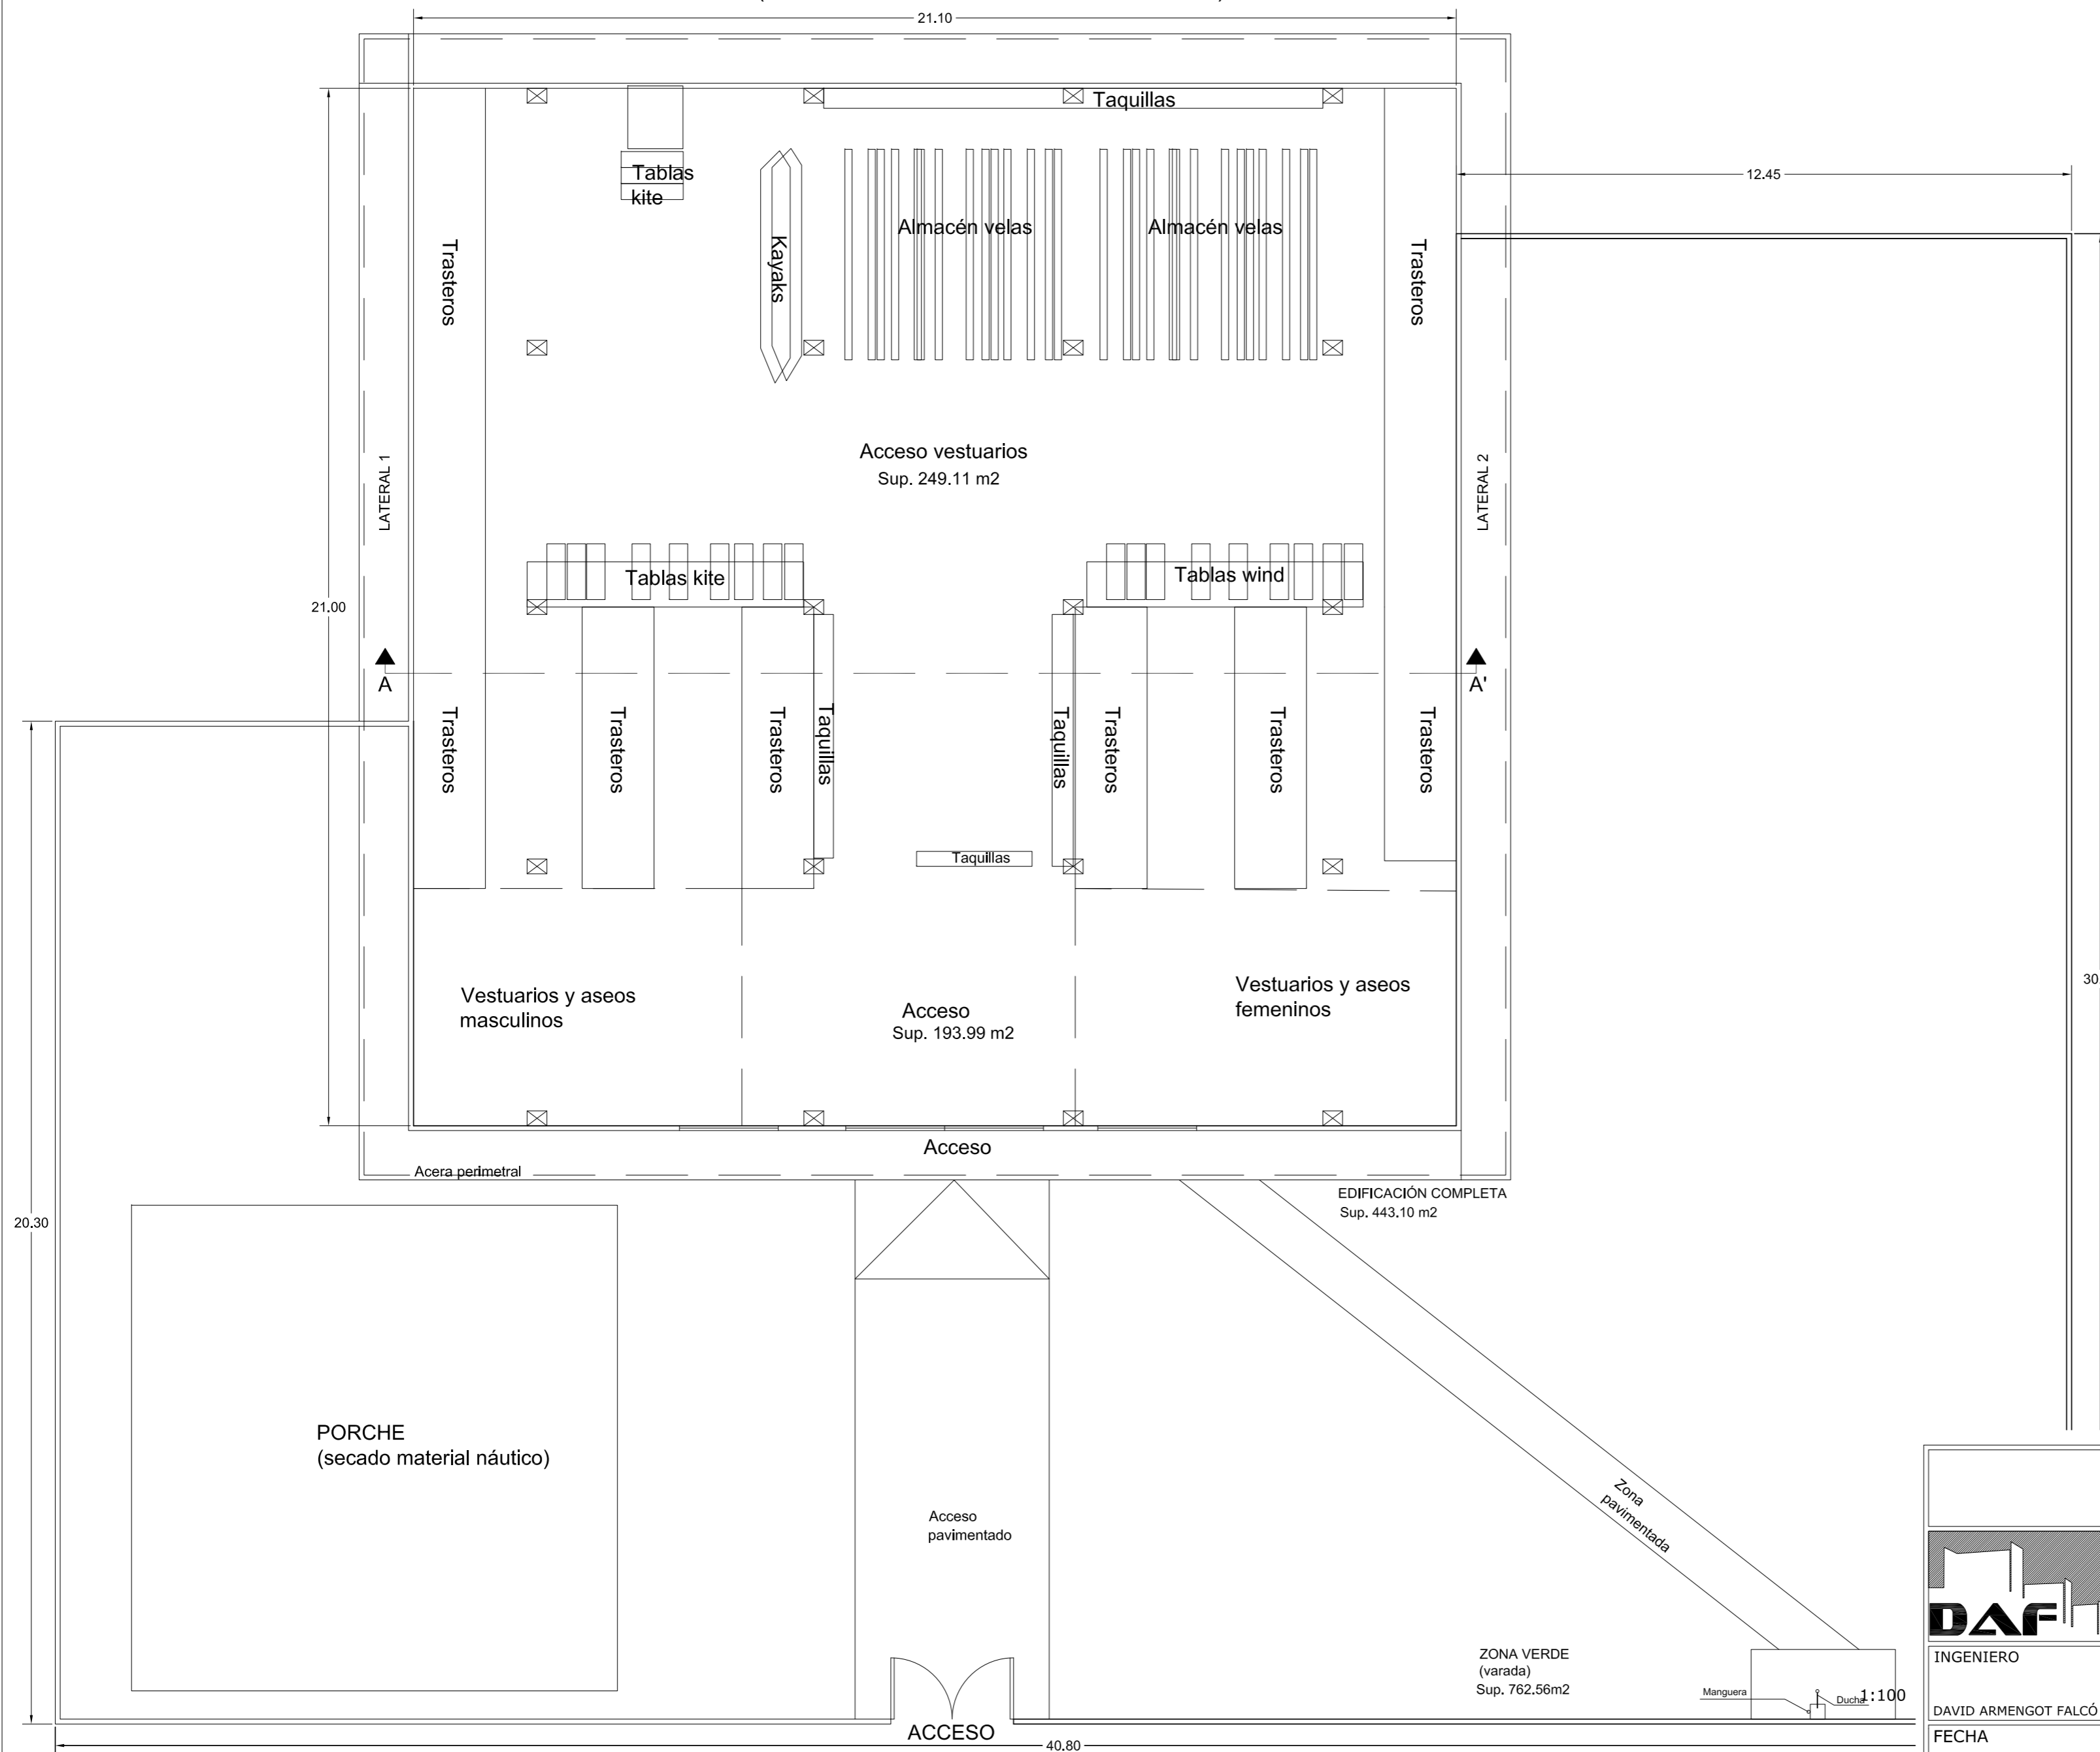 21.10
Taquillas
12.45
Tablas
kite
Almacén velas
Almacén velas
Kayaks
Trasteros
Trasteros
Acceso vestuarios
Sup. 249.11 m2
LATERAL 1
LATERAL 2
Tablas kite
Tablas wind
21.00
A
A'
Trasteros
Trasteros
Trasteros
Taquillas
Taquillas
Trasteros
Trasteros
Trasteros
Taquillas
30.
Vestuarios y aseos
masculinos
Acceso
Sup. 193.99 m2
Vestuarios y aseos
femeninos
Acceso
Acera perimetral
EDIFICACIÓN COMPLETA
Sup. 443.10 m2
20.30
PORCHE
(secado material náutico)
Acceso
pavimentado
Zona
pavimentada
ZONA VERDE
(varada)
Sup. 762.56m2
Manguera
Ducha
1:100
ACCESO
40.80
DAF
INGENIERO
DAVID ARMENGOT FALCÓ
FECHA